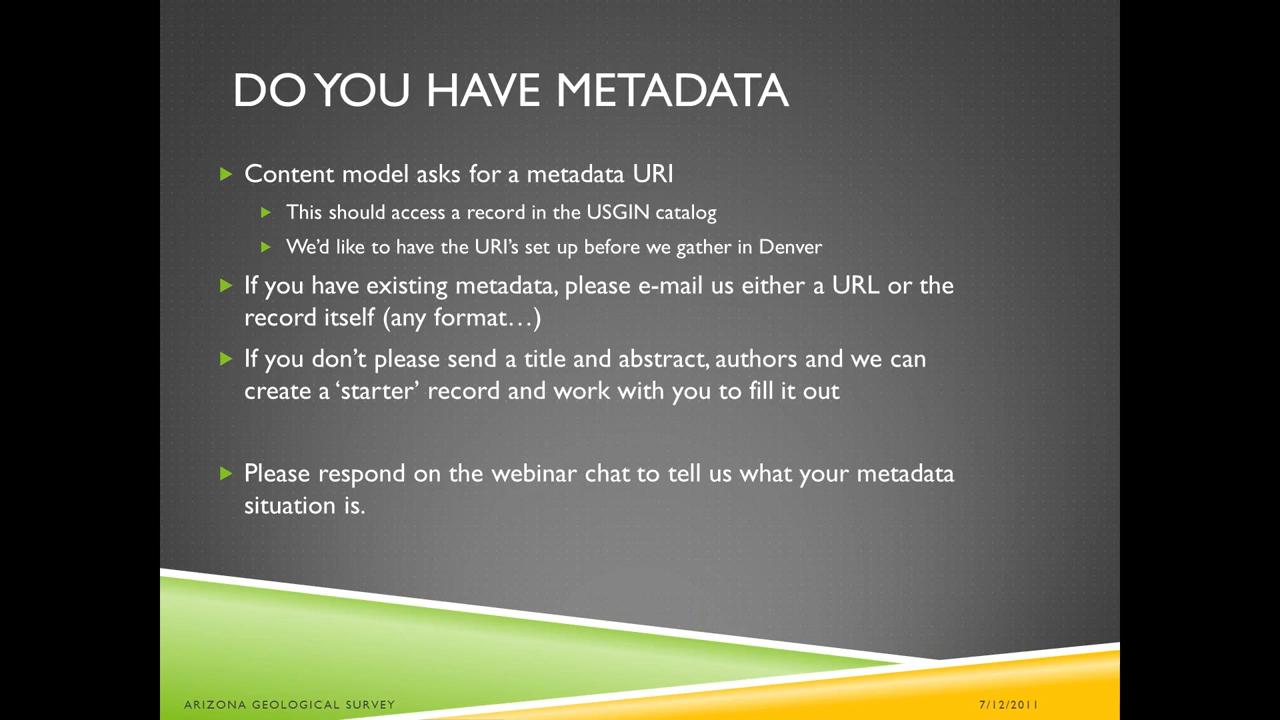 DO YOU HAVE METADATA
Content model asks for a metadata URI
This should access a record in the USGIN catalog
We'd like to have the URI's set up before we gather in Denver
If you have existing metadata, please e-mail us either a URL or the
record itself (any format…)
If you don't please send a title and abstract, authors and we can
create a 'starter' record and work with you to fill it out
Please respond on the webinar chat to tell us what your metadata
situation is.
ARIZONA GEOLOGICAL SURVEY
7/12/2011